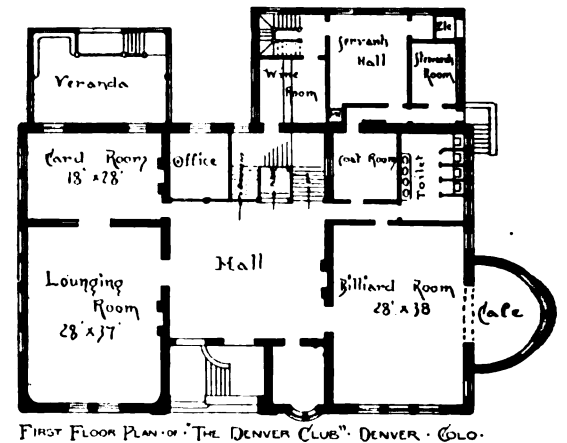 Veranda
Wine
Room
Servants
Hall
Ele
Stewards
Room
Card Room
18' x 28'
Office
Coat Room
Toilet
Hall
Lounging
Room
28' x 37'
Billiard Room
28' x 38
Cafe
First Floor Plan · of · "The Denver Club" · Denver · Colo ·